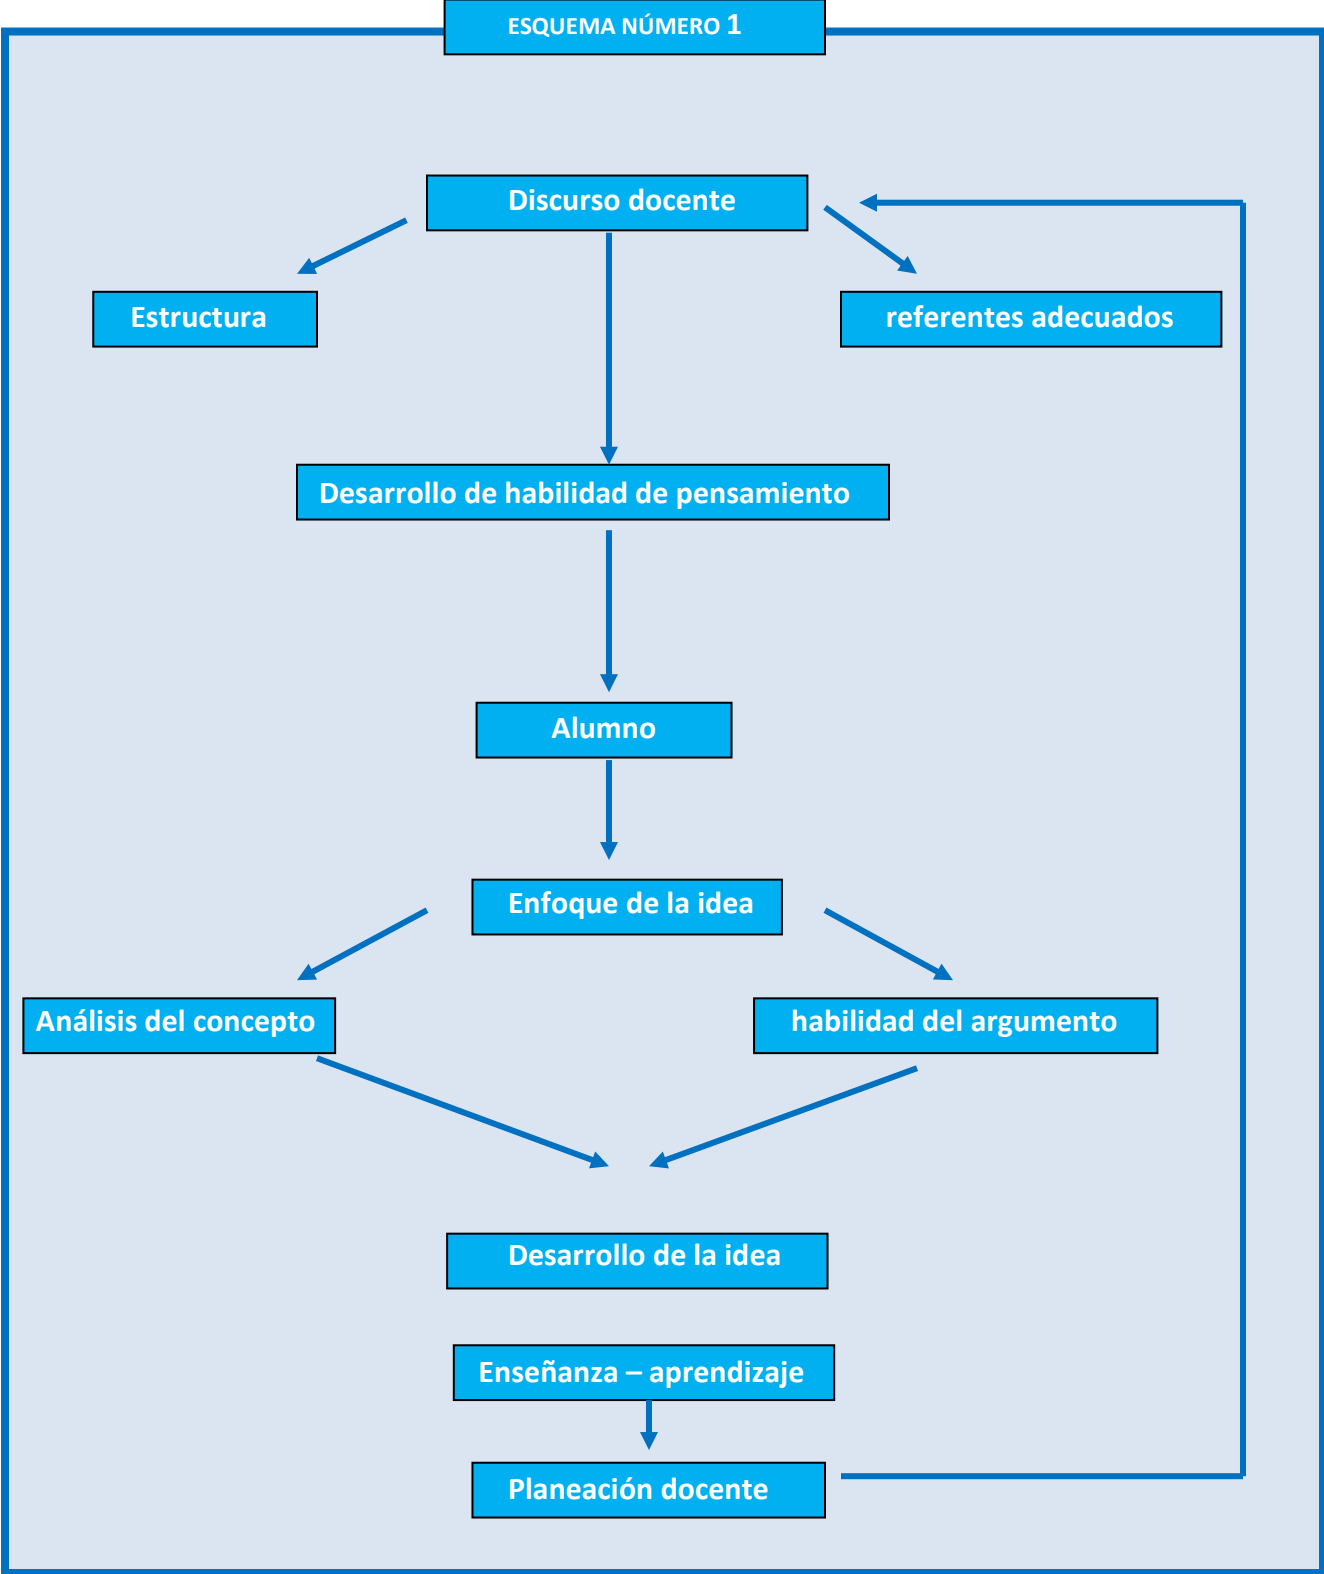 ESQUEMA NÚMERO 1
Discurso docente
Estructura
referentes adecuados
Desarrollo de habilidad de pensamiento
Alumno
Enfoque de la idea
Análisis del concepto
habilidad del argumento
Desarrollo de la idea
Enseñanza – aprendizaje
Planeación docente